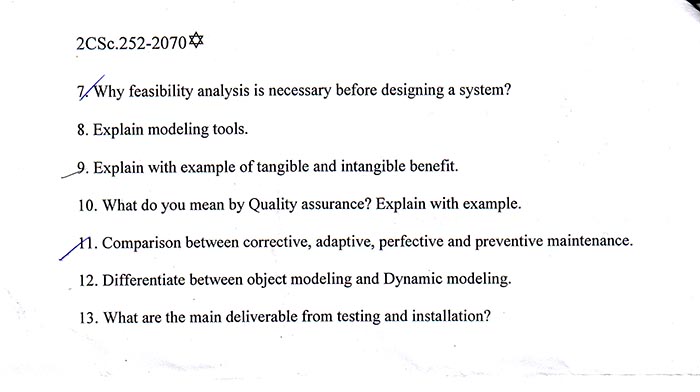 2CSc.252-2070✡
7. Why feasibility analysis is necessary before designing a system?
8. Explain modeling tools.
9. Explain with example of tangible and intangible benefit.
10. What do you mean by Quality assurance? Explain with example.
11. Comparison between corrective, adaptive, perfective and preventive maintenance.
12. Differentiate between object modeling and Dynamic modeling.
13. What are the main deliverable from testing and installation?